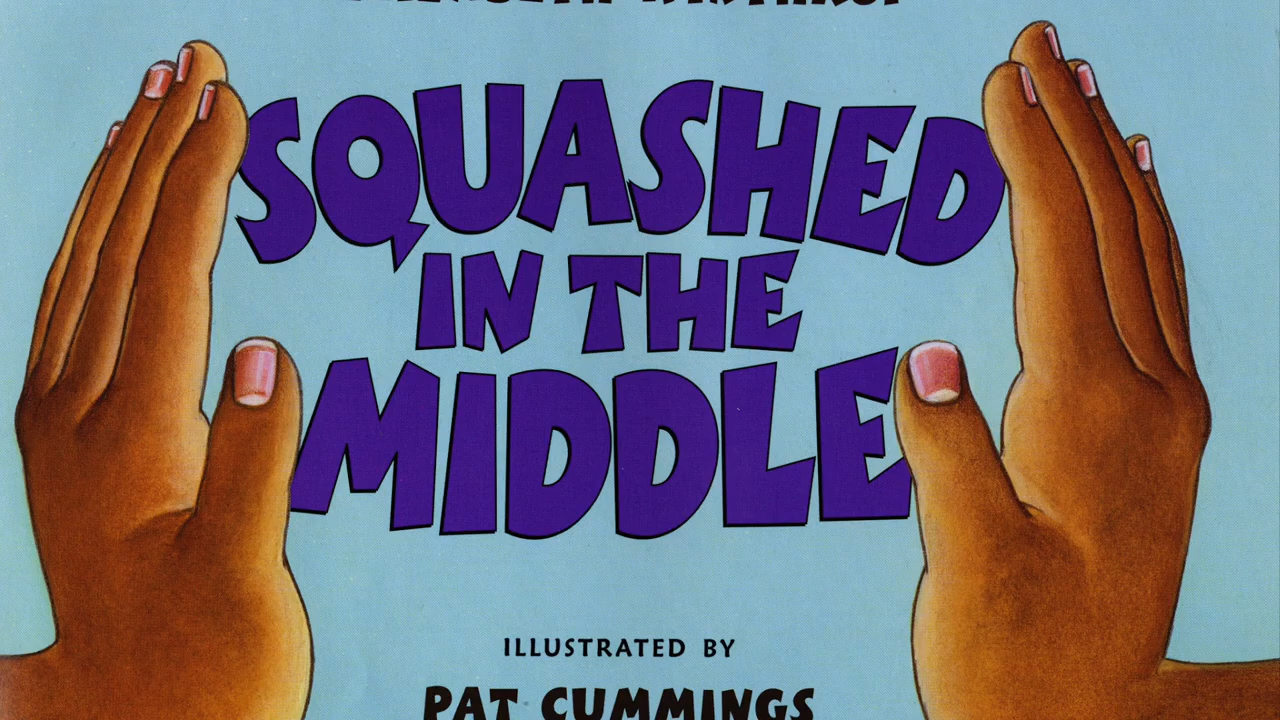 SQUASHED
IN THE
MIDDLE
ILLUSTRATED BY
PAT CUMMINGS